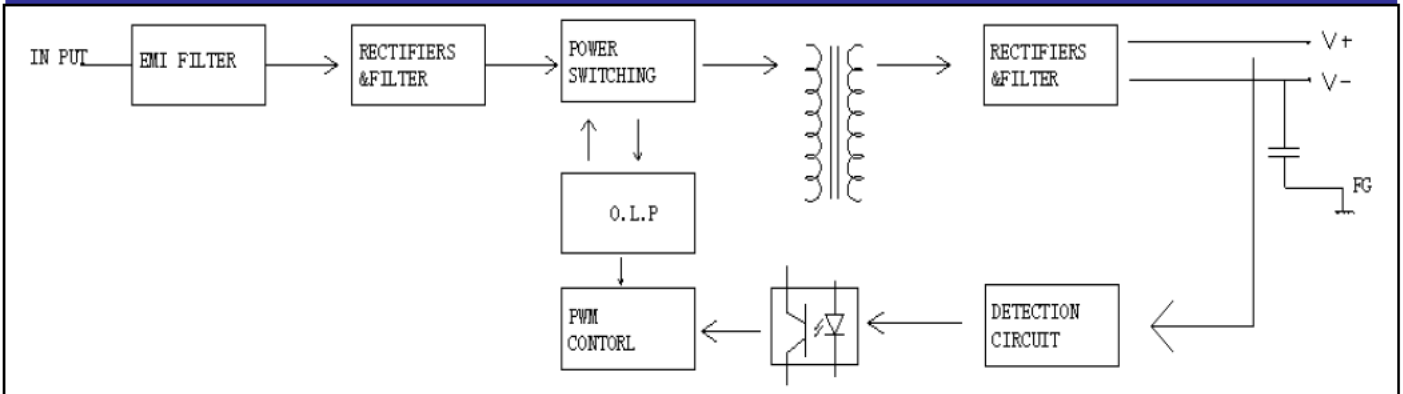 IN PUT
EMI FILTER
RECTIFIERS
&FILTER
POWER
SWITCHING
RECTIFIERS
&FILTER
V+
V-
FG
O.L.P
PWM
CONTORL
DETECTION
CIRCUIT